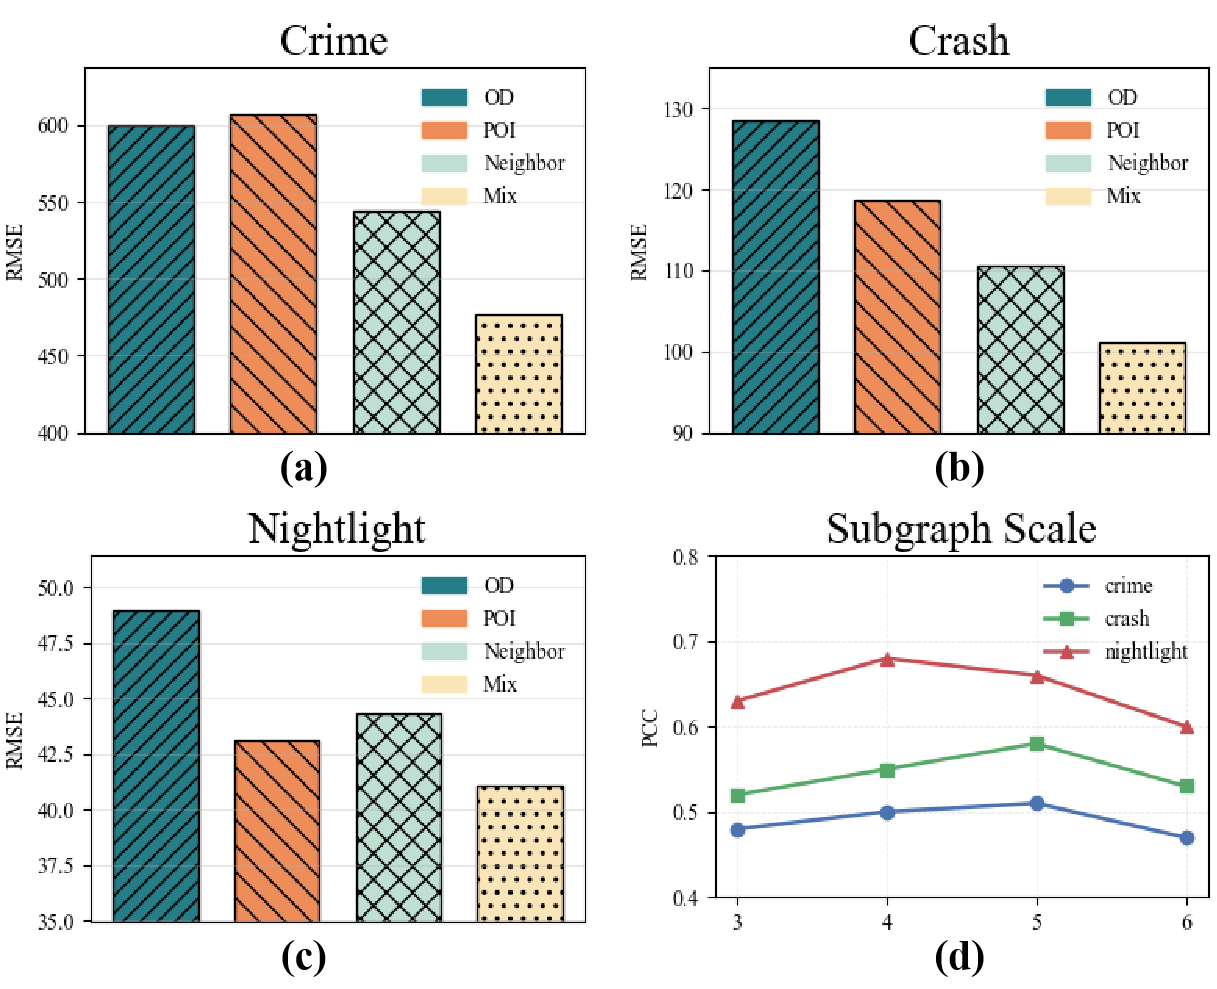 Crime
RMSE
600
550
500
450
400
OD
POI
Neighbor
Mix
(a)
Crash
RMSE
130
120
110
100
90
OD
POI
Neighbor
Mix
(b)
Nightlight
RMSE
50.0
47.5
45.0
42.5
40.0
37.5
35.0
OD
POI
Neighbor
Mix
(c)
Subgraph Scale
PCC
0.8
0.7
0.6
0.5
0.4
crime
crash
nightlight
3 4 5 6
(d)